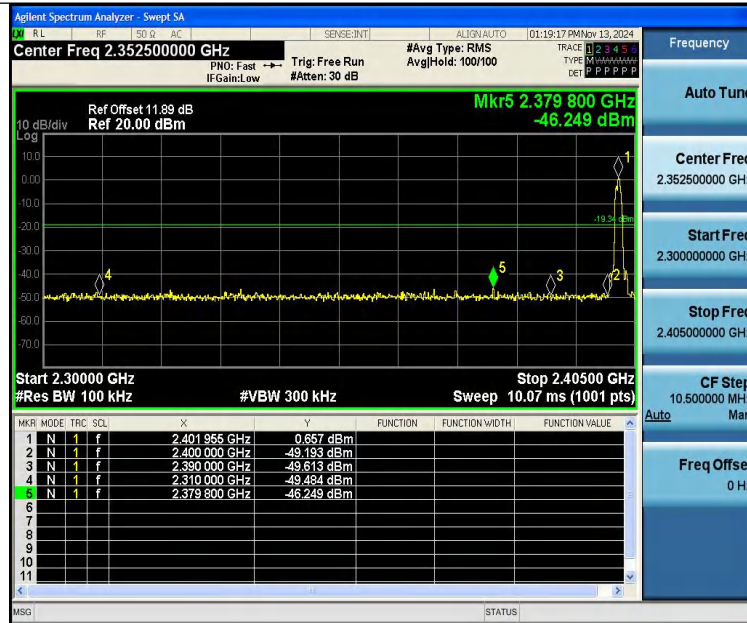 Agilent Spectrum Analyzer - Swept SA
LXI RL RF 50 Ω AC SENSE:INT ALIGN AUTO 01:19:17 PM Nov 13, 2024
Center Freq 2.352500000 GHz #Avg Type: RMS TRACE 1 2 3 4 5 6
PNO: Fast Trig: Free Run Avg|Hold: 100/100 TYPE M
IFGain:Low #Atten: 30 dB DET P P P P P P
Mkr5 2.379 800 GHz
Ref Offset 11.89 dB
10 dB/div Ref 20.00 dBm -46.249 dBm
Log
10.0
0.00
-10.0
-20.0
-30.0
-40.0
-50.0
-60.0
-70.0
1
-19.34 dBm
4
5
3
2
Start 2.30000 GHz Stop 2.40500 GHz
#Res BW 100 kHz #VBW 300 kHz Sweep 10.07 ms (1001 pts)
MKR MODE TRC SCL X Y FUNCTION FUNCTION WIDTH FUNCTION VALUE
1 N 1 f 2.401 955 GHz 0.657 dBm
2 N 1 f 2.400 000 GHz -49.193 dBm
3 N 1 f 2.390 000 GHz -49.613 dBm
4 N 1 f 2.310 000 GHz -49.484 dBm
5 N 1 f 2.379 800 GHz -46.249 dBm
6
7
8
9
10
11
MSG STATUS
Frequency
Auto Tune
Center Freq
2.352500000 GHz
Start Freq
2.300000000 GHz
Stop Freq
2.405000000 GHz
CF Step
10.500000 MHz
Auto Man
Freq Offset
0 Hz